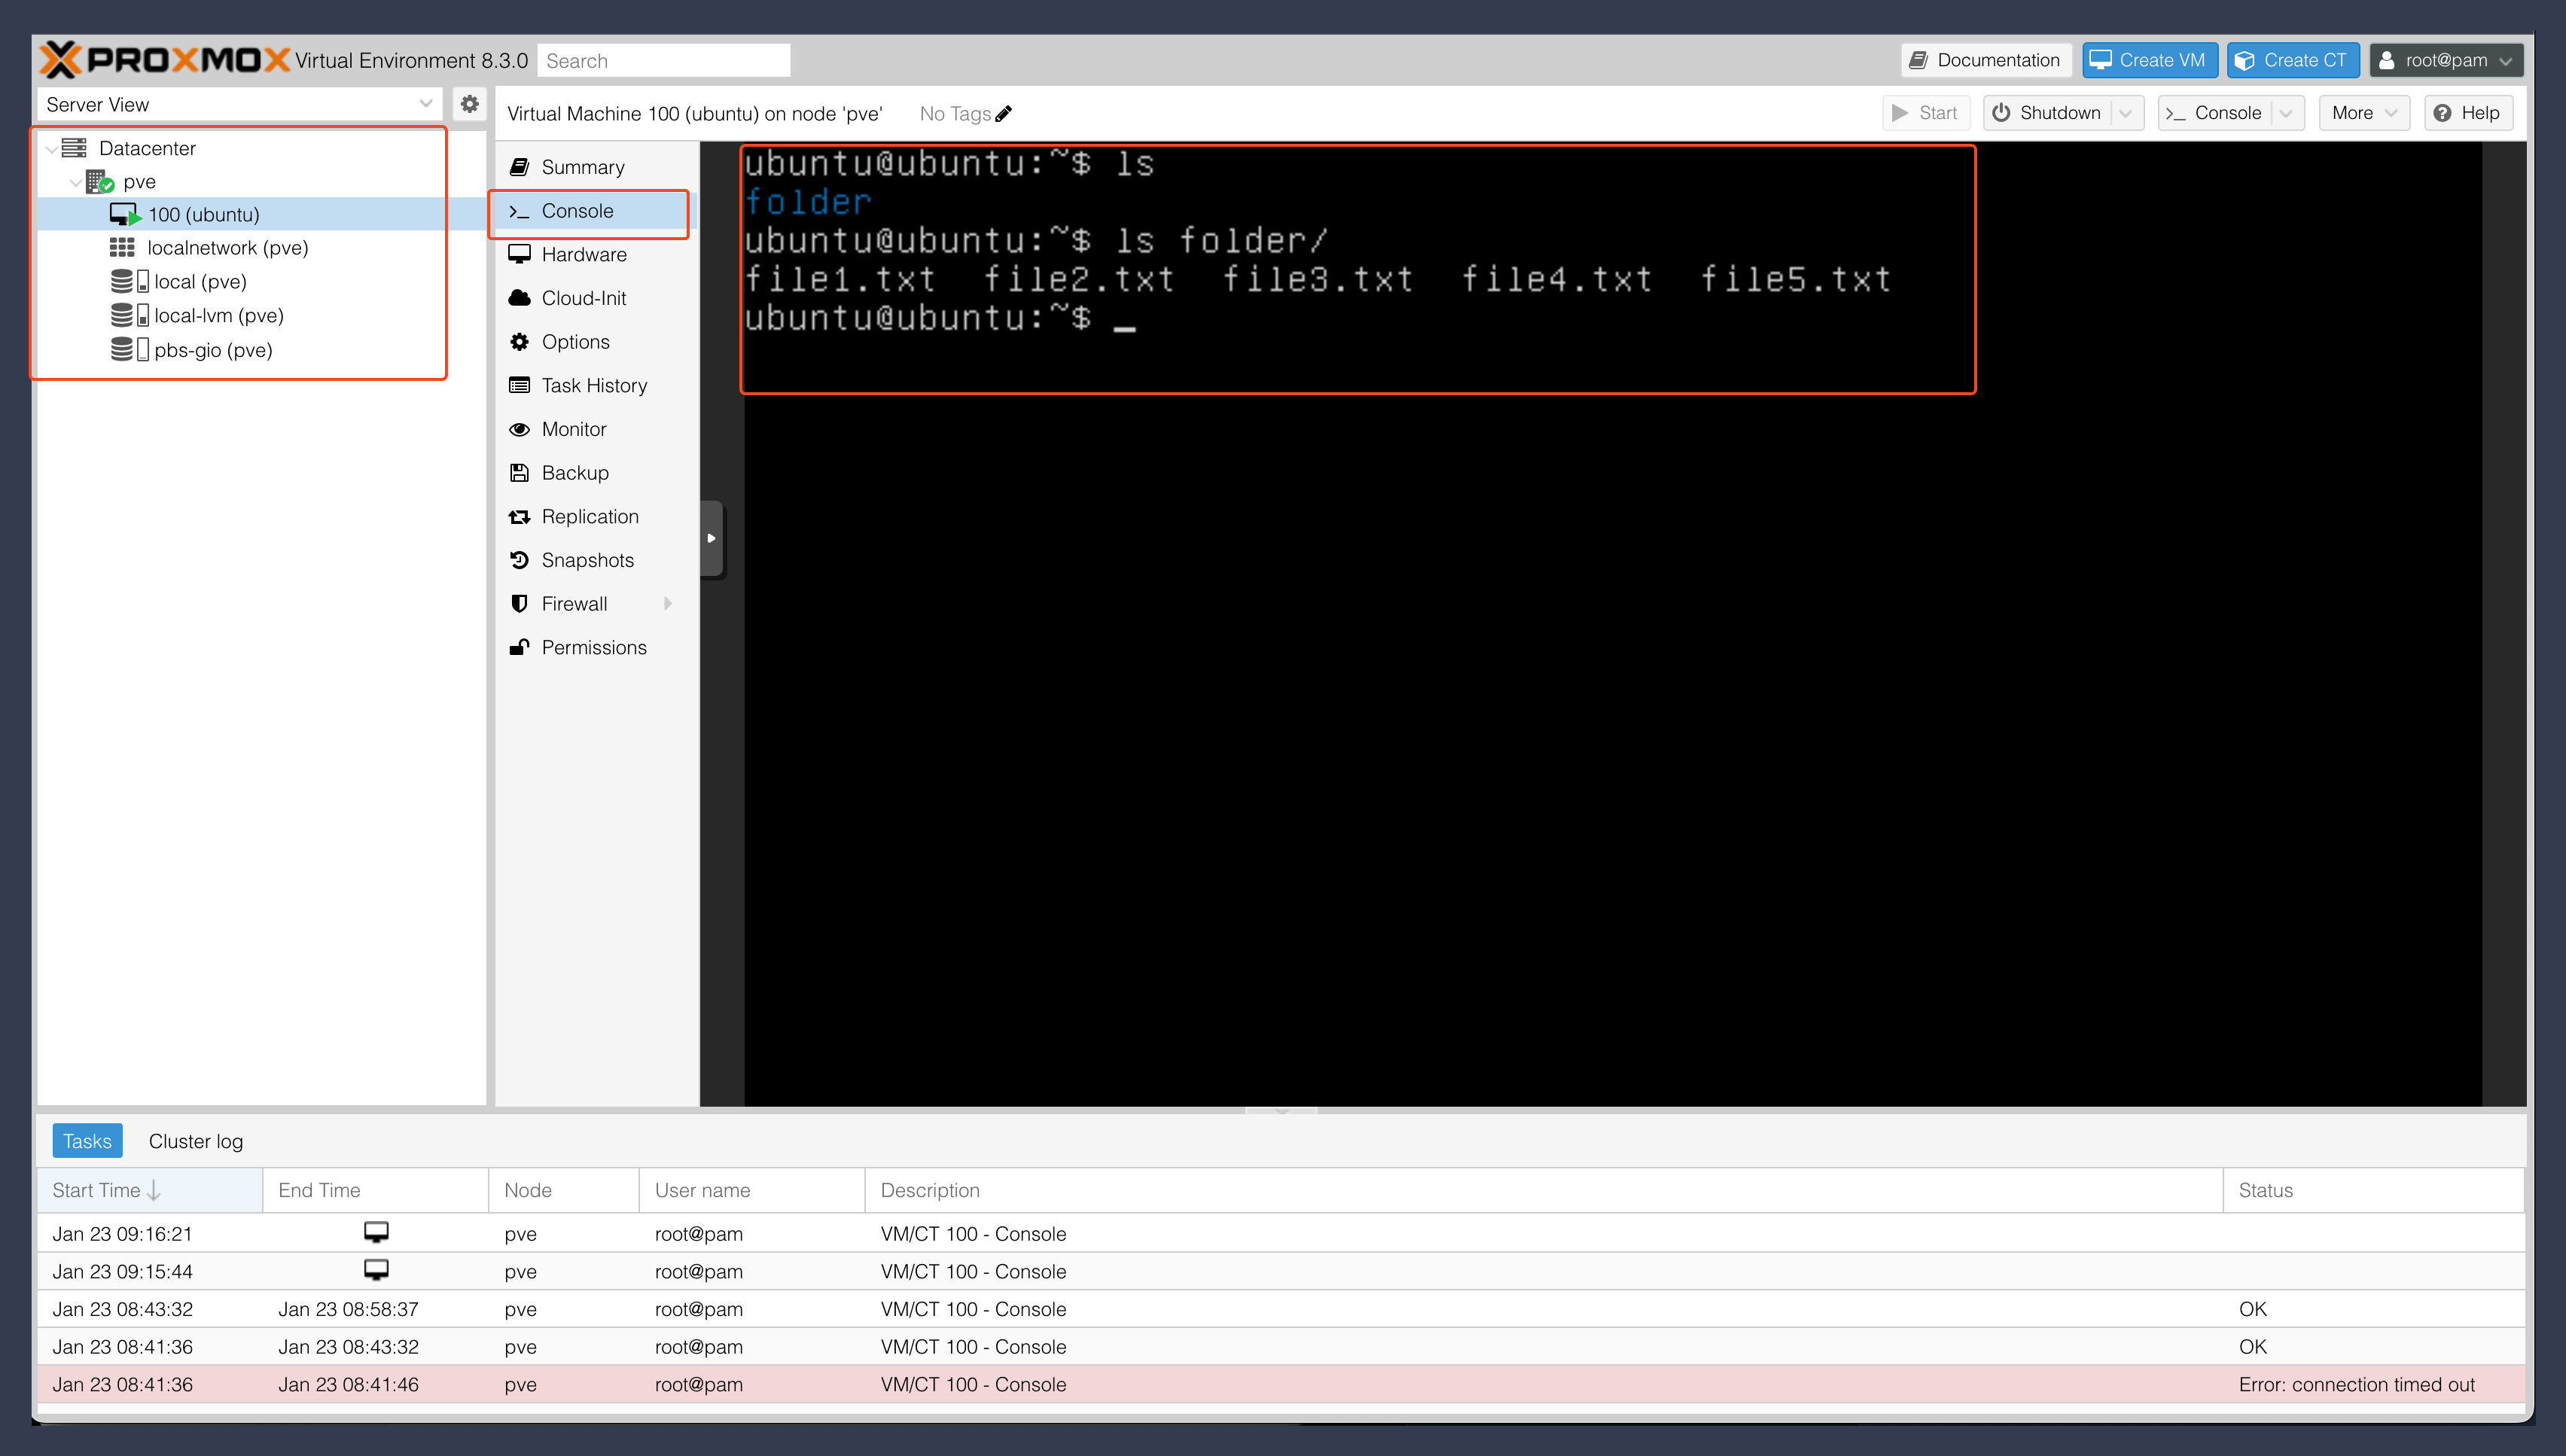 PROXMOX Virtual Environment 8.3.0 Search Documentation Create VM Create CT root@pam
Server View
Virtual Machine 100 (ubuntu) on node 'pve' No Tags Start Shutdown Console More Help
Datacenter
pve
100 (ubuntu)
localnetwork (pve)
local (pve)
local-lvm (pve)
pbs-gio (pve)
Summary
Console
Hardware
Cloud-Init
Options
Task History
Monitor
Backup
Replication
Snapshots
Firewall
Permissions
ubuntu@ubuntu:~$ ls
folder
ubuntu@ubuntu:~$ ls folder/
file1.txt file2.txt file3.txt file4.txt file5.txt
ubuntu@ubuntu:~$ _
Tasks Cluster log
Start Time End Time Node User name Description Status
Jan 23 09:16:21 pve root@pam VM/CT 100 - Console
Jan 23 09:15:44 pve root@pam VM/CT 100 - Console
Jan 23 08:43:32 Jan 23 08:58:37 pve root@pam VM/CT 100 - Console OK
Jan 23 08:41:36 Jan 23 08:43:32 pve root@pam VM/CT 100 - Console OK
Jan 23 08:41:36 Jan 23 08:41:46 pve root@pam VM/CT 100 - Console Error: connection timed out